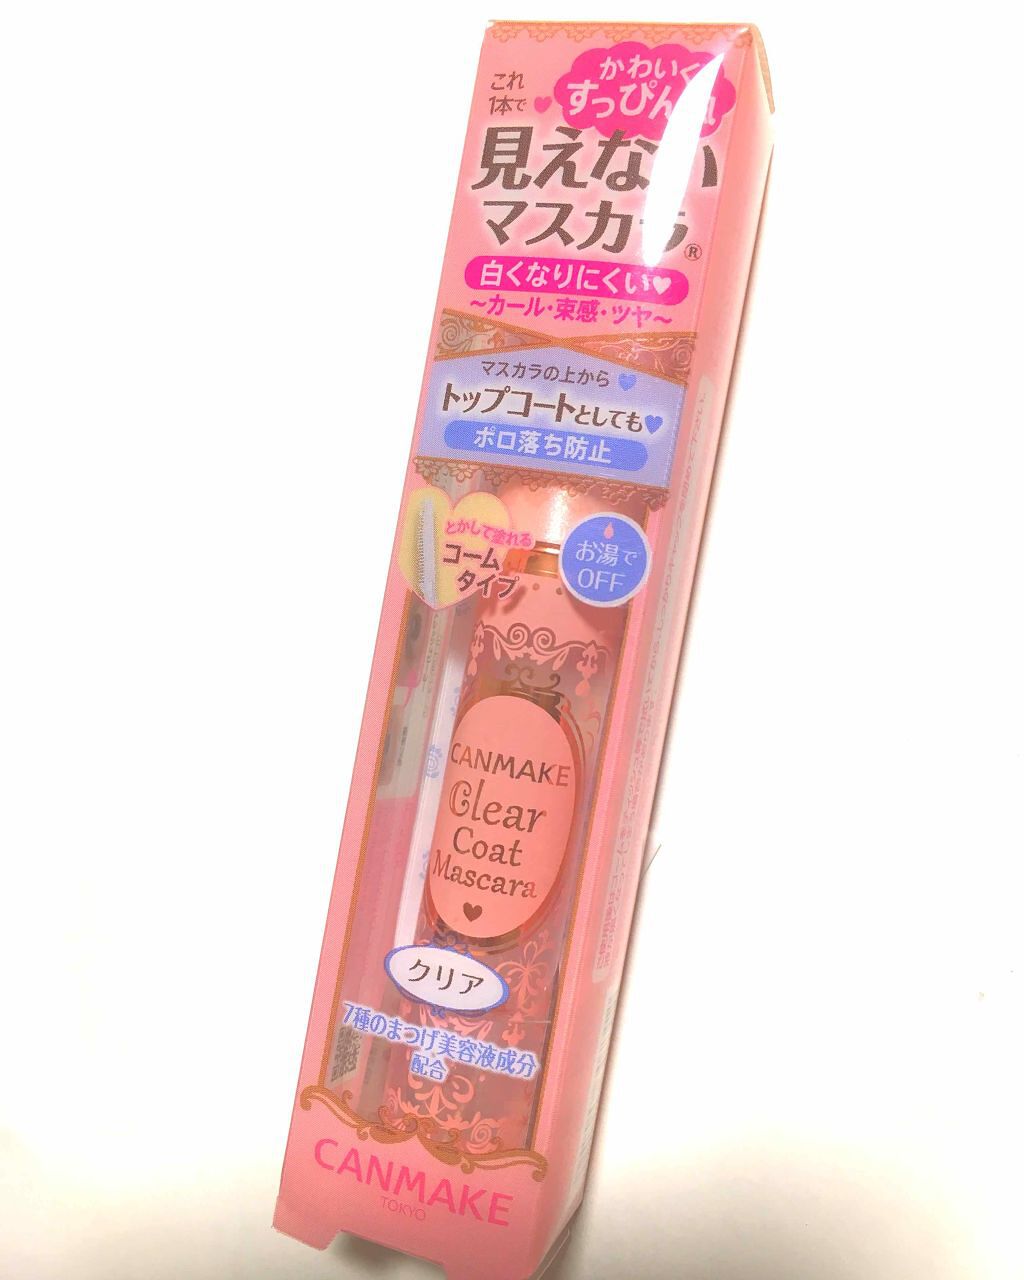 かわいく
すっぴん風
これ
1本で
見えない
マスカラ®
白くなりにくい♥
～カール・束感・ツヤ～
マスカラの上から
トップコートとしても
ポロ落ち防止
とかして塗れる
コーム
タイプ
お湯で
OFF
CANMAKE
Clear
Coat
Mascara
クリア
7種のまつげ美容液成分
配合
CANMAKE
TOKYO